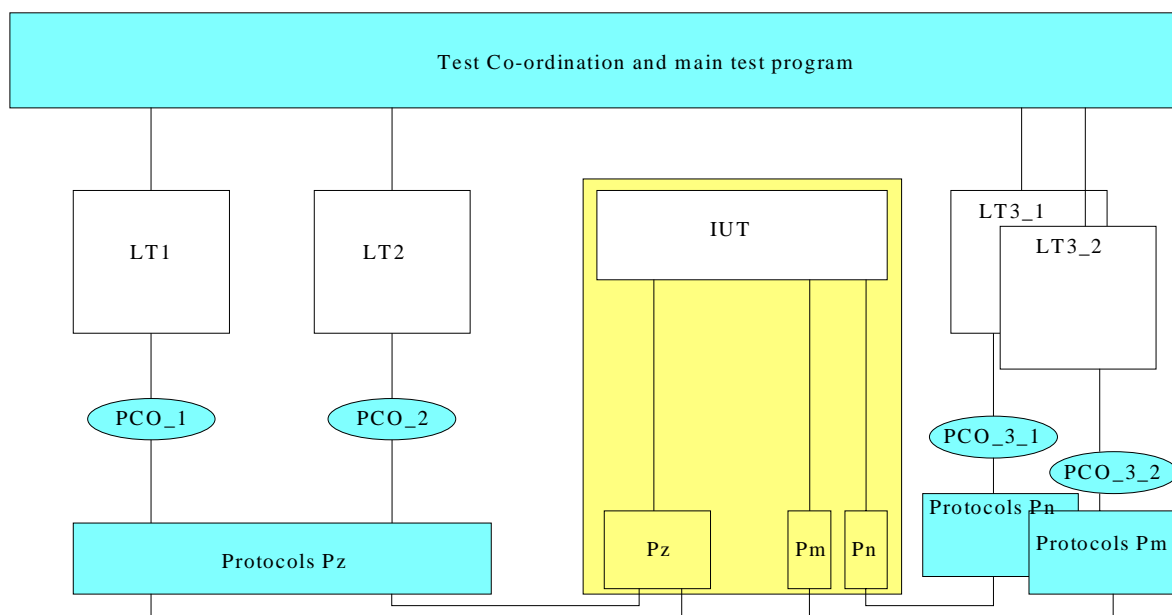 Test Co-ordination and main test program
LT1
LT2
IUT
LT3_1
LT3_2
PCO_1
PCO_2
PCO_3_1
PCO_3_2
Protocols Pz
Pz
Pm
Pn
Protocols Pn
Protocols Pm